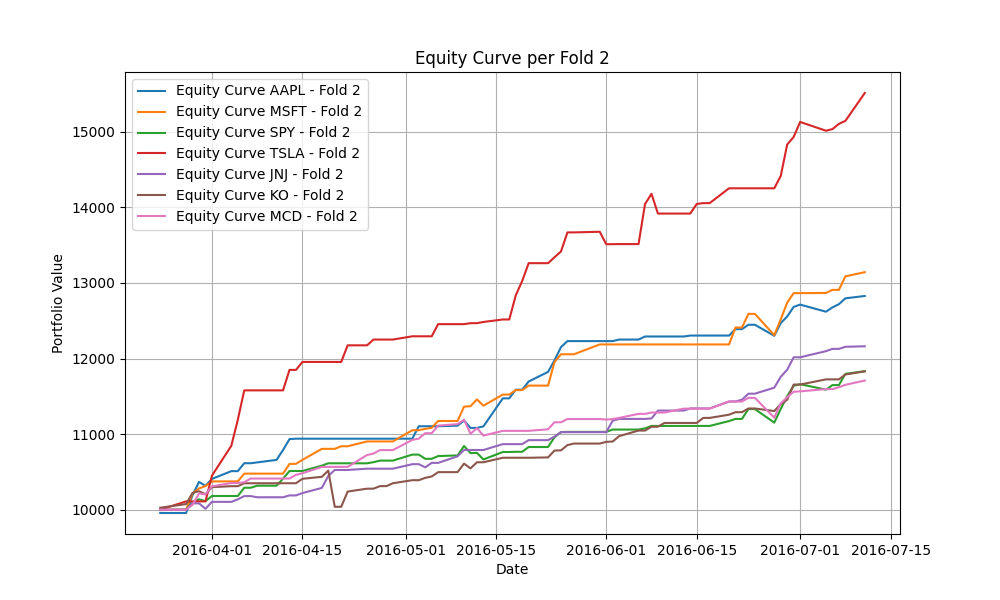 Equity Curve per Fold 2
Equity Curve AAPL - Fold 2
Equity Curve MSFT - Fold 2
Equity Curve SPY - Fold 2
Equity Curve TSLA - Fold 2
Equity Curve JNJ - Fold 2
Equity Curve KO - Fold 2
Equity Curve MCD - Fold 2
Portfolio Value
15000
14000
13000
12000
11000
10000
2016-04-01
2016-04-15
2016-05-01
2016-05-15
2016-06-01
2016-06-15
2016-07-01
2016-07-15
Date